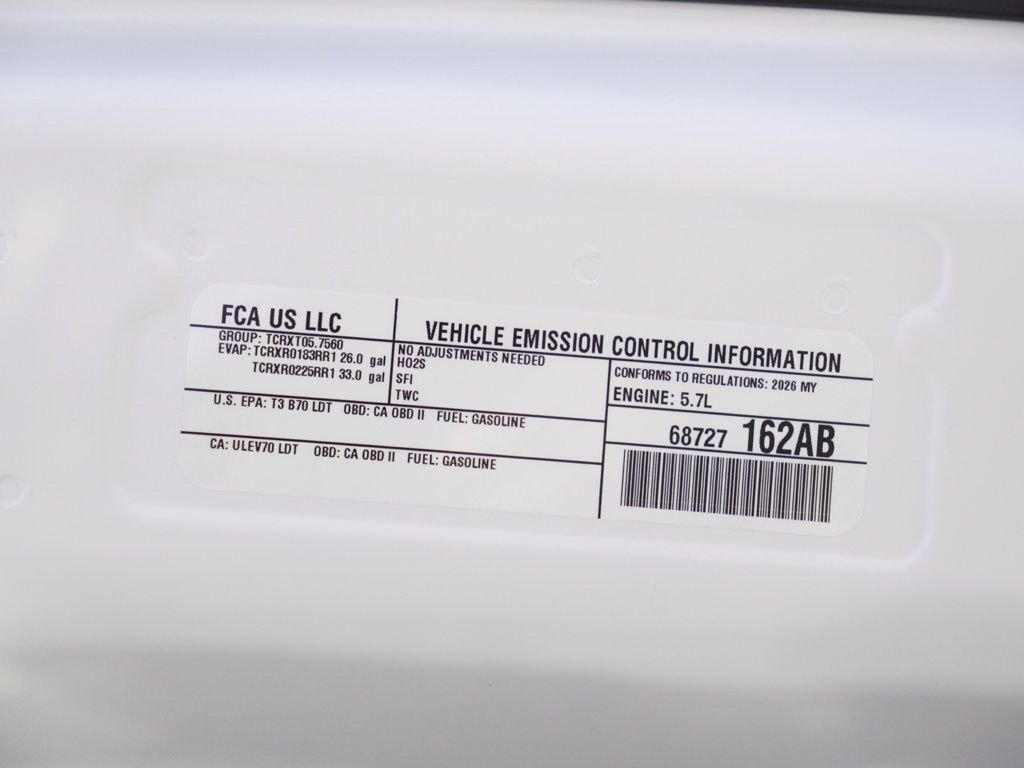 FCA US LLC
VEHICLE EMISSION CONTROL INFORMATION
GROUP: TCRXT05.7560
EVAP: TCRXR0183RR1 26.0 gal
TCRXR0225RR1 33.0 gal
NO ADJUSTMENTS NEEDED
HO2S
SFI
TWC
CONFORMS TO REGULATIONS: 2026 MY
ENGINE: 5.7L
U.S. EPA: T3 B70 LDT OBD: CA OBD II FUEL: GASOLINE
68727 162AB
CA: ULEV70 LDT OBD: CA OBD II FUEL: GASOLINE